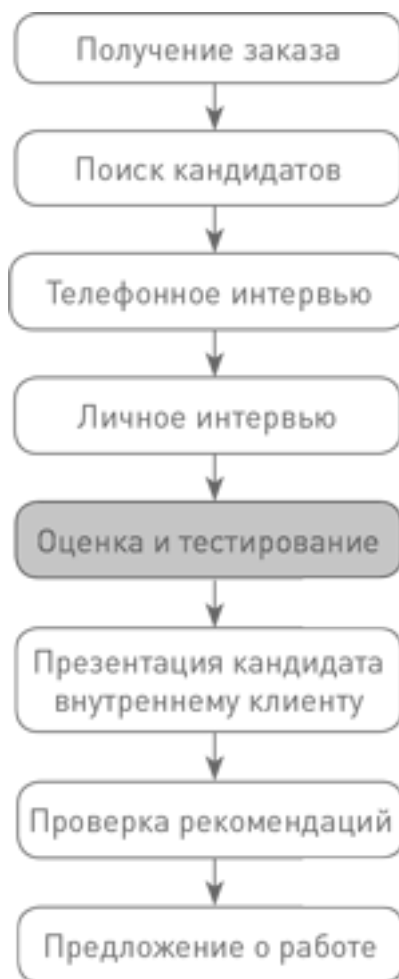 Получение заказа
Поиск кандидатов
Телефонное интервью
Личное интервью
Оценка и тестирование
Презентация кандидата
внутреннему клиенту
Проверка рекомендаций
Предложение о работе